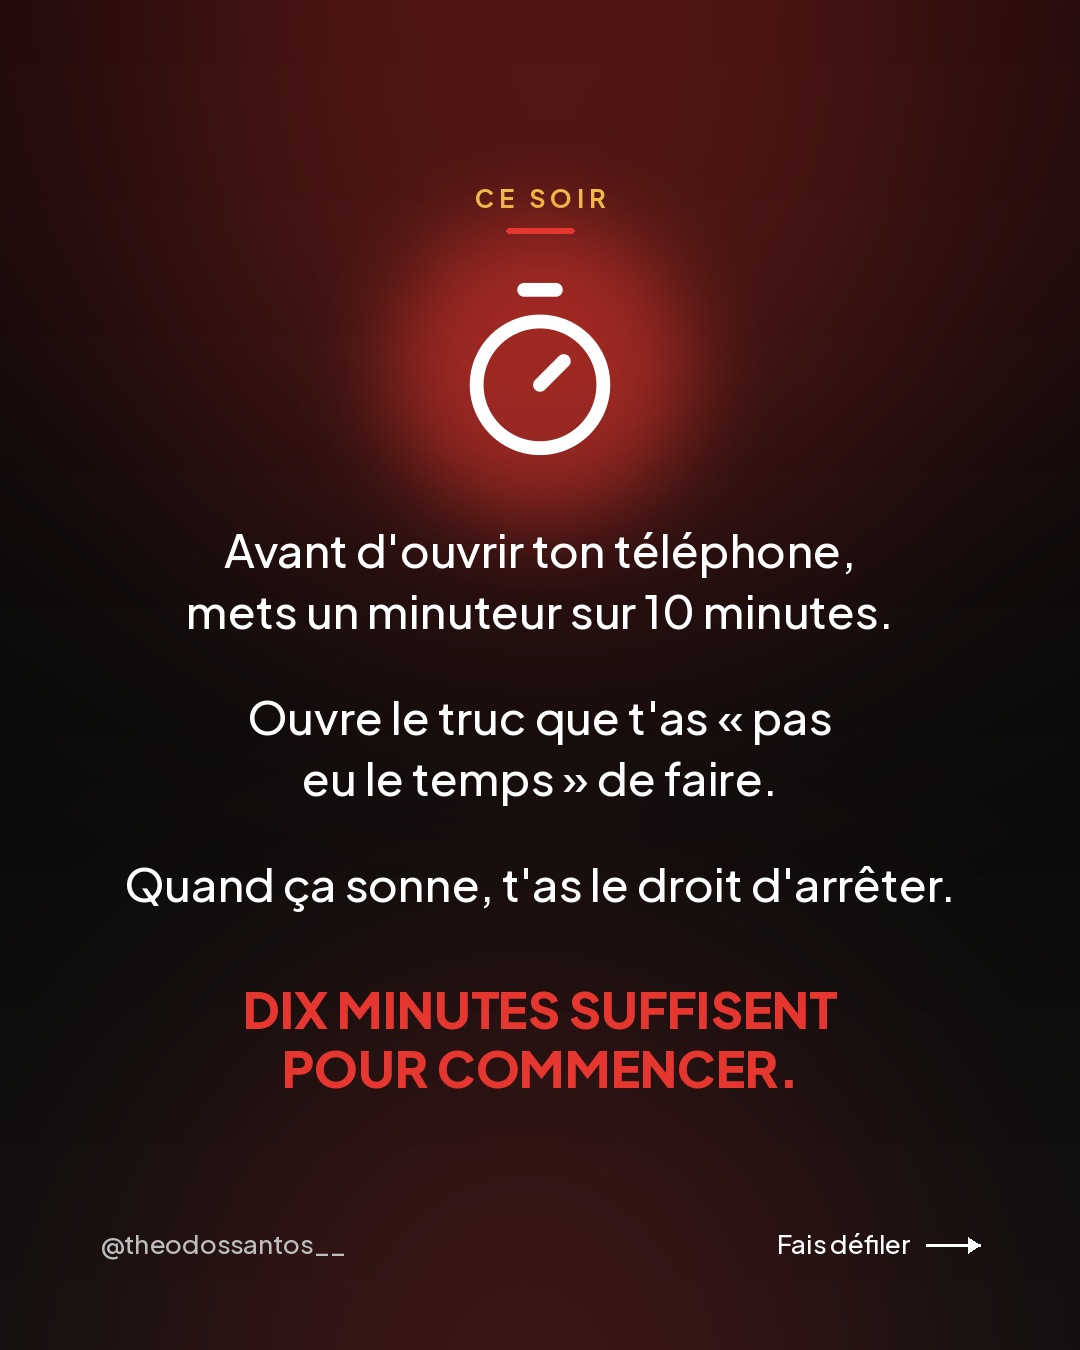 CE SOIR
Avant d'ouvrir ton téléphone,
mets un minuteur sur 10 minutes.
Ouvre le truc que t'as « pas
eu le temps » de faire.
Quand ça sonne, t'as le droit d'arrêter.
DIX MINUTES SUFFISENT
POUR COMMENCER.
@theodossantos__
Fais défiler